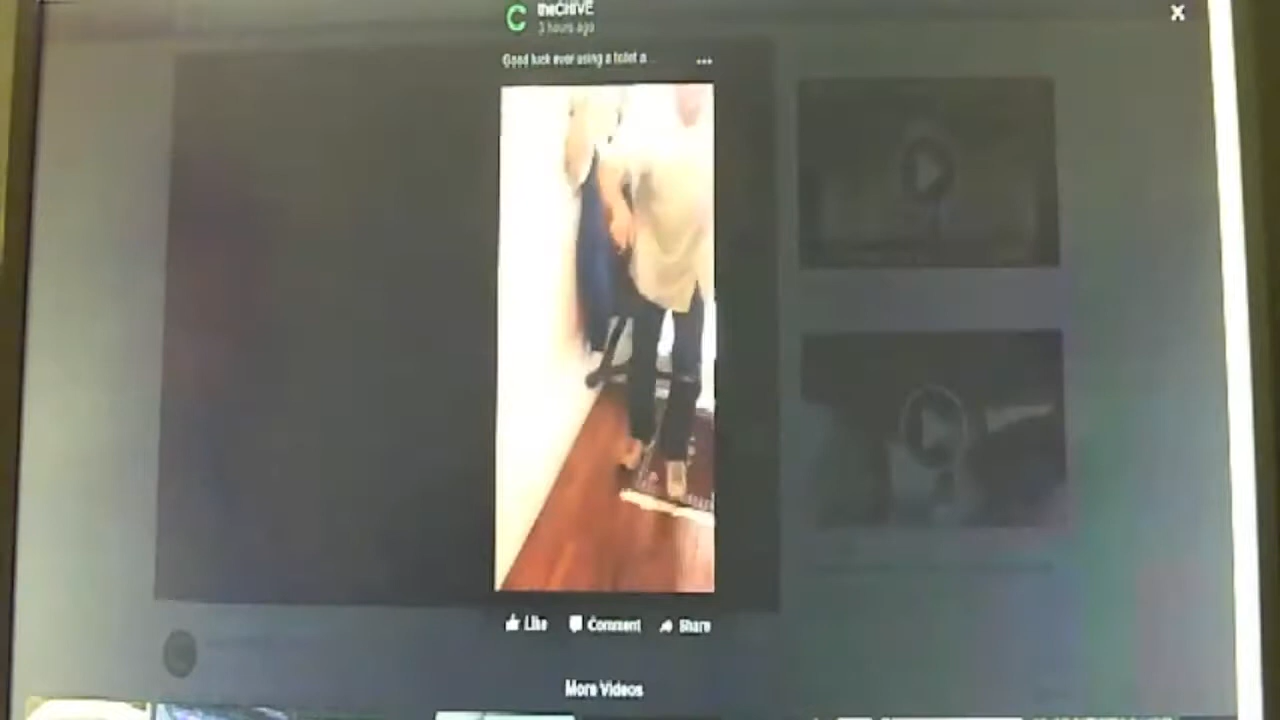 theCHIVE
3 hours ago
Good luck ever using a toilet a...
Like Comment Share
More Videos